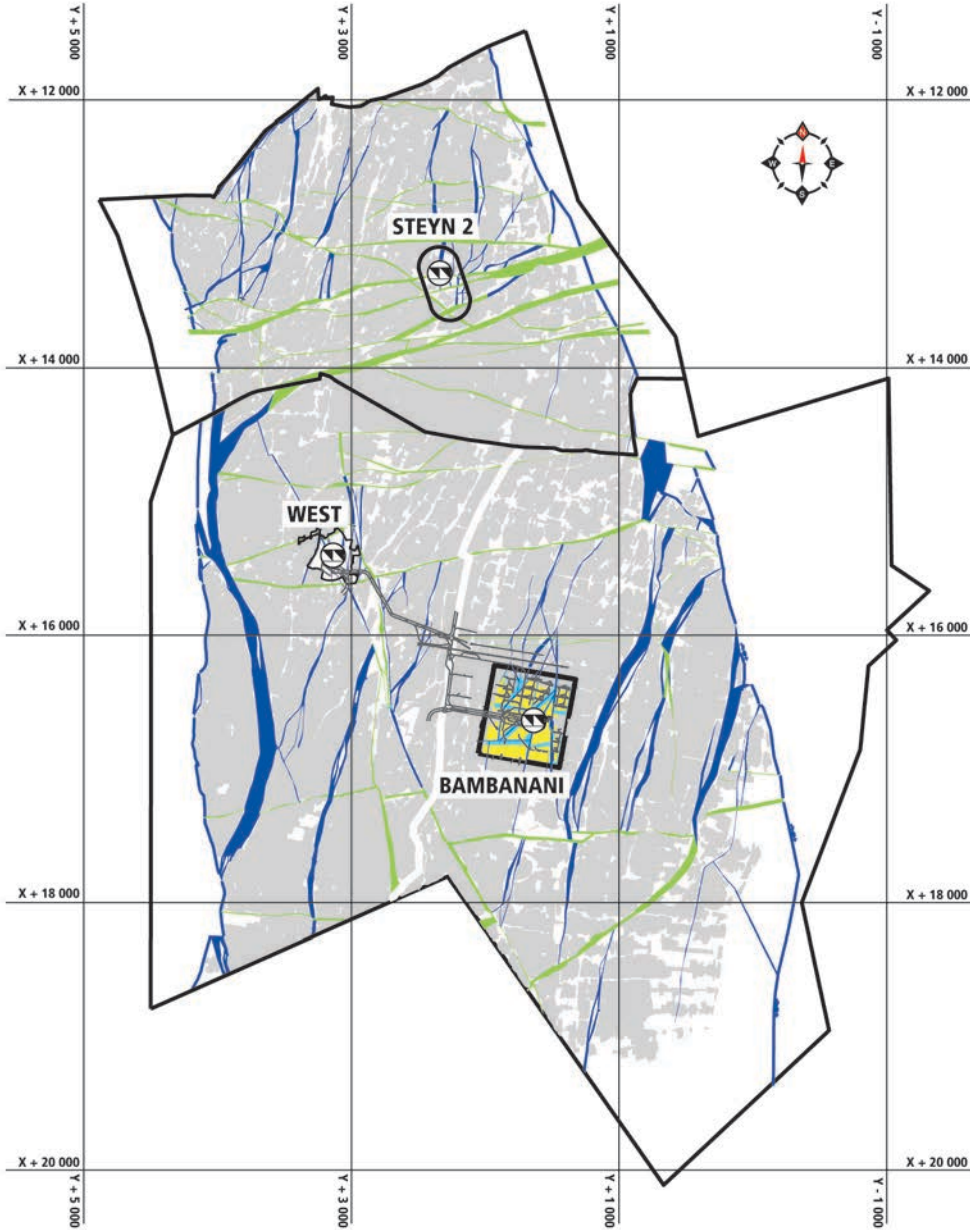 Y + 5 000
Y + 3 000
Y + 1 000
Y - 1 000
X + 12 000
X + 12 000
N
W
E
S
STEYN 2
X + 14 000
X + 14 000
WEST
X + 16 000
X + 16 000
BAMBANANI
X + 18 000
X + 18 000
X + 20 000
X + 20 000
Y + 5 000
Y + 3 000
Y + 1 000
Y - 1 000